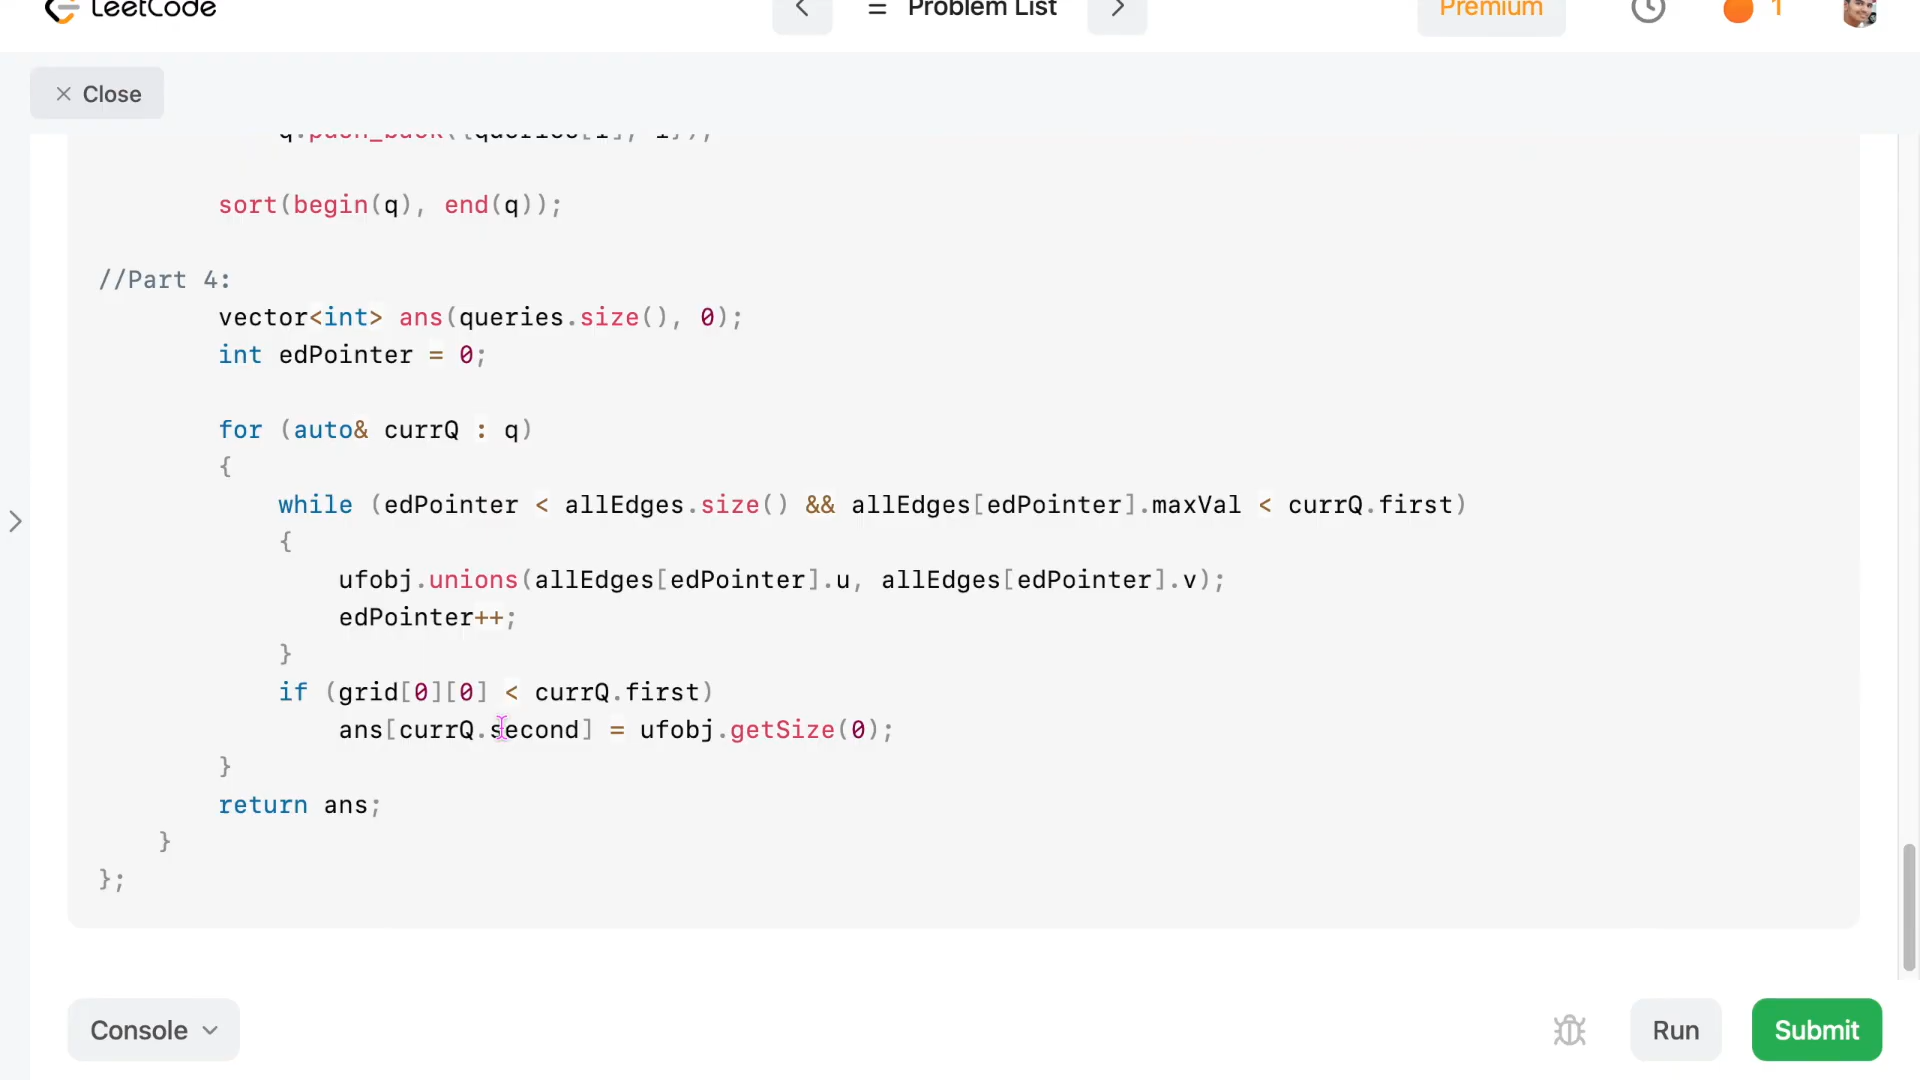 LeetCode
Problem List
Premium
1
Close
q.push_back({queries[i], i});
sort(begin(q), end(q));
//Part 4:
vector<int> ans(queries.size(), 0);
int edPointer = 0;
for (auto& currQ : q)
{
while (edPointer < allEdges.size() && allEdges[edPointer].maxVal < currQ.first)
{
ufobj.unions(allEdges[edPointer].u, allEdges[edPointer].v);
edPointer++;
}
if (grid[0][0] < currQ.first)
ans[currQ.second] = ufobj.getSize(0);
}
return ans;
}
};
Console
Run
Submit